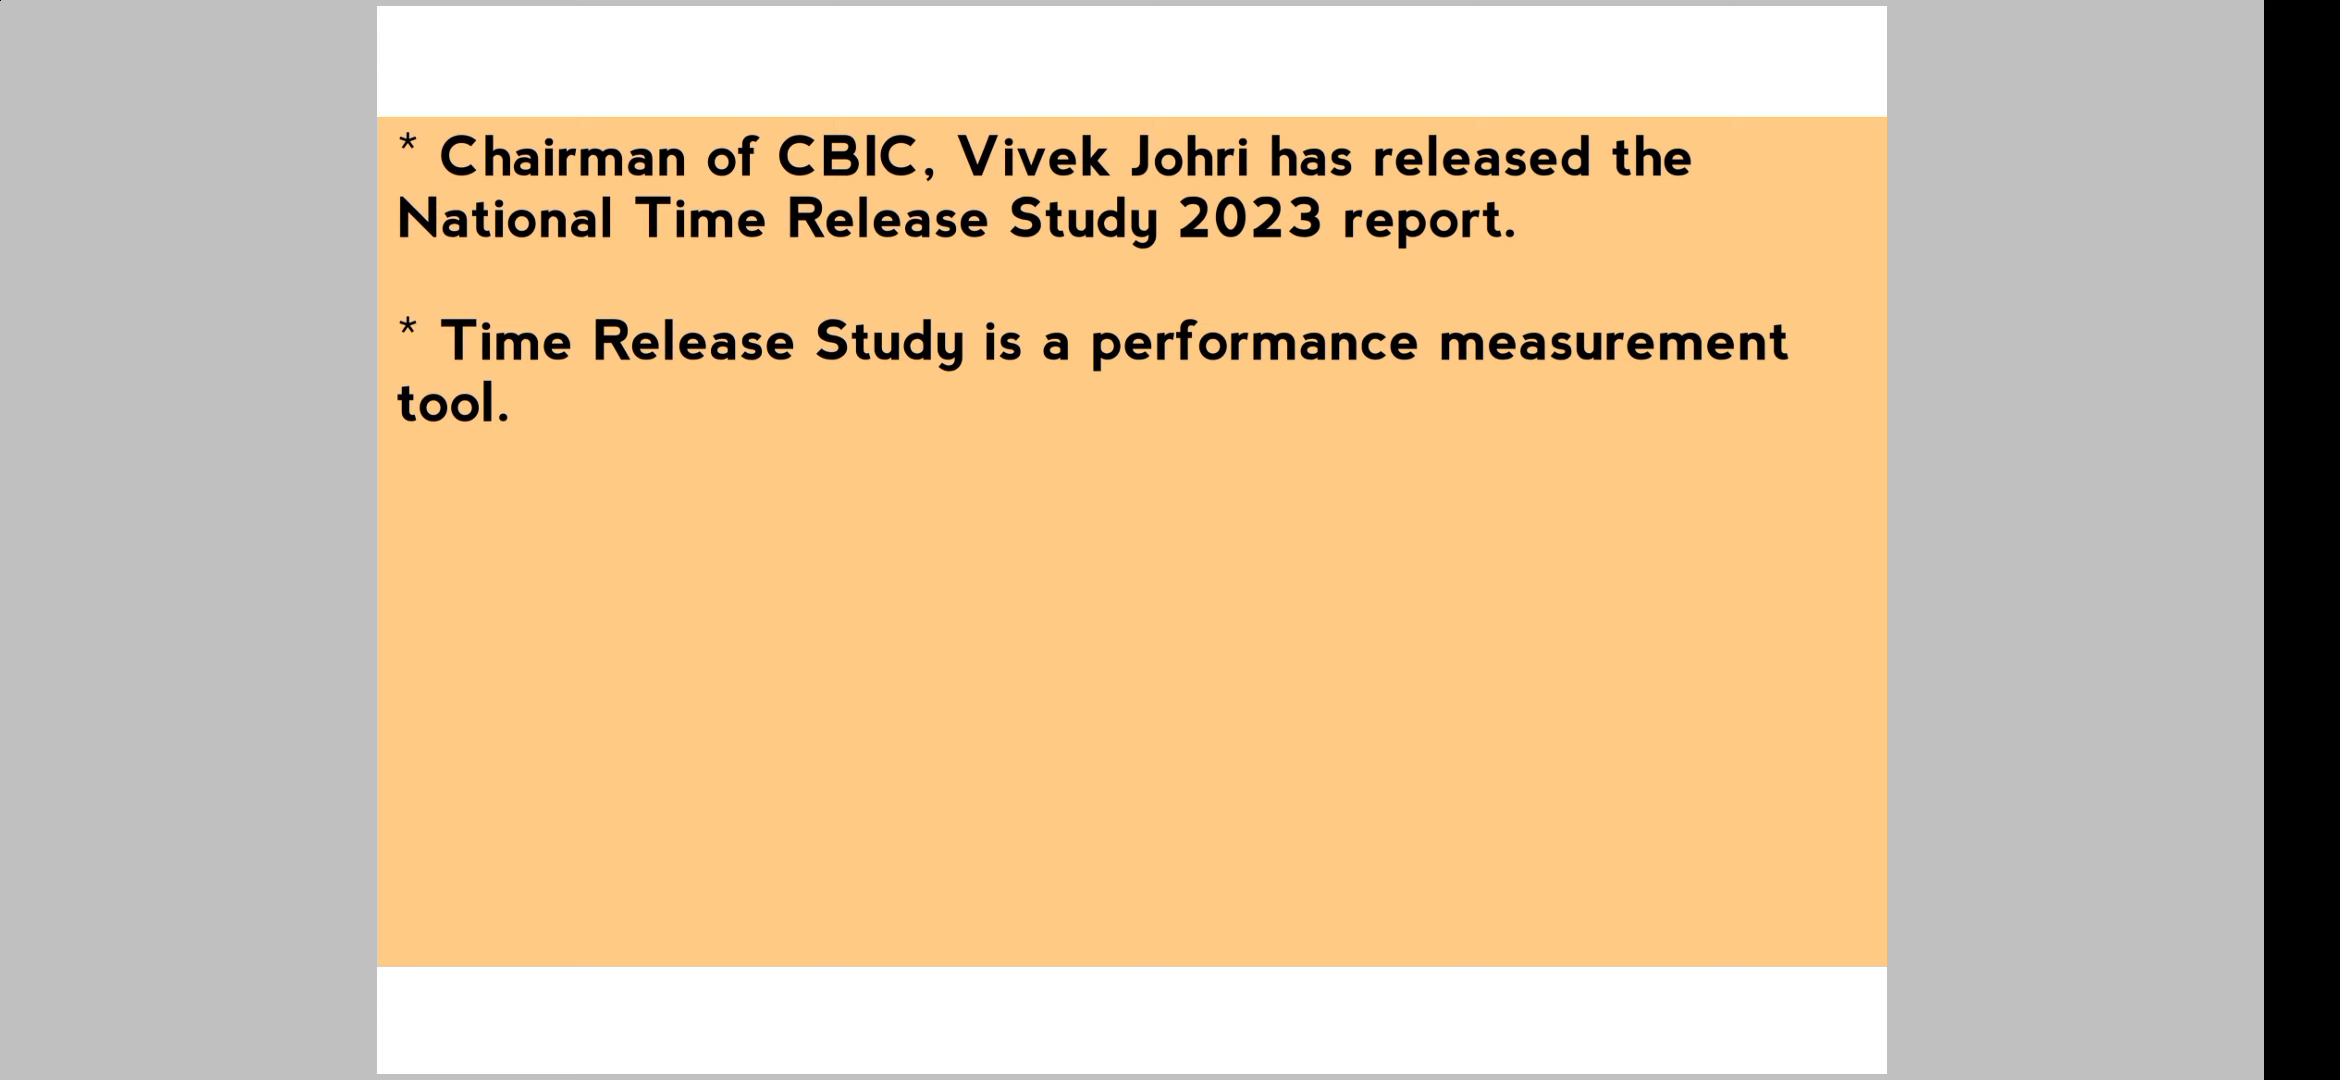 * Chairman of CBIC, Vivek Johri has released the
National Time Release Study 2023 report.
* Time Release Study is a performance measurement
tool.